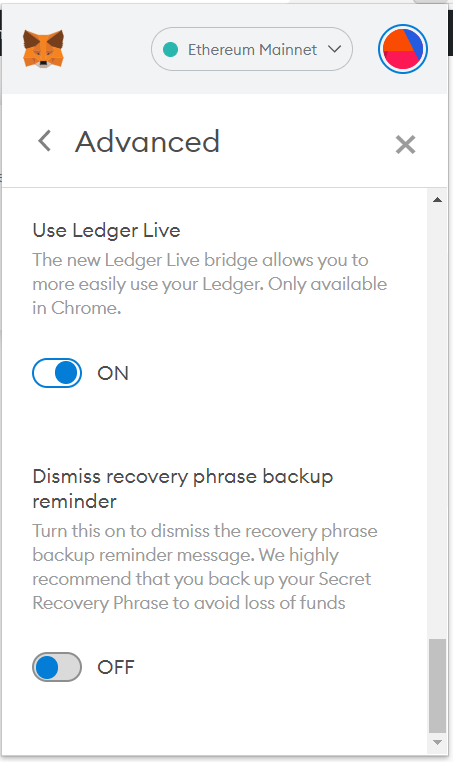 Ethereum Mainnet
Advanced
Use Ledger Live
The new Ledger Live bridge allows you to
more easily use your Ledger. Only available
in Chrome.
ON
Dismiss recovery phrase backup
reminder
Turn this on to dismiss the recovery phrase
backup reminder message. We highly
recommend that you back up your Secret
Recovery Phrase to avoid loss of funds
OFF